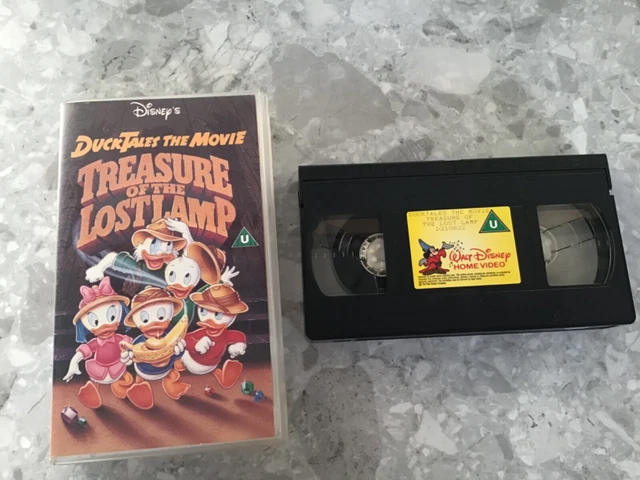 DISNEY'S
DUCKTALES THE MOVIE
TREASURE
OF THE
LOST LAMP
U
DUCKTALES THE MOVIE
TREASURE OF
THE LOST LAMP
U
WALT DISNEY
HOME VIDEO